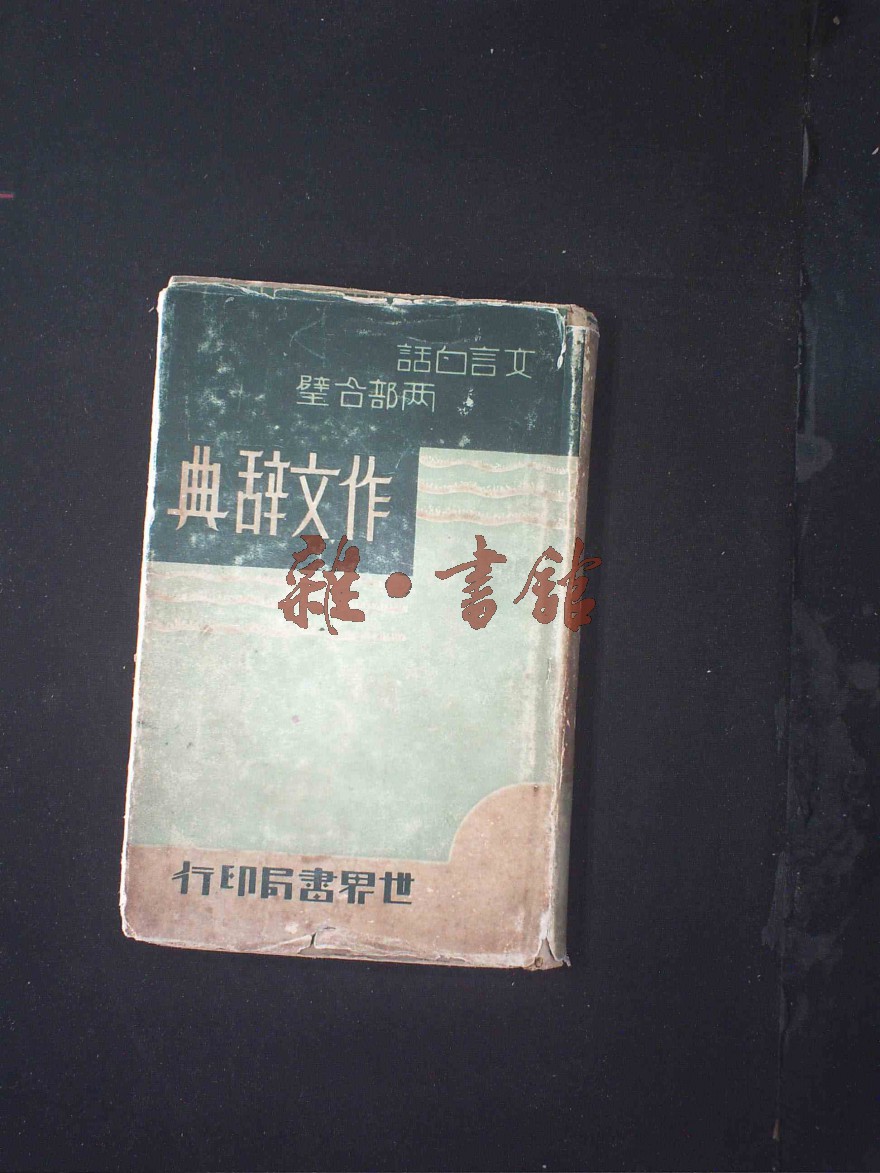 文言白話
兩部合璧
作文辭典
雜·書館
世界書局印行